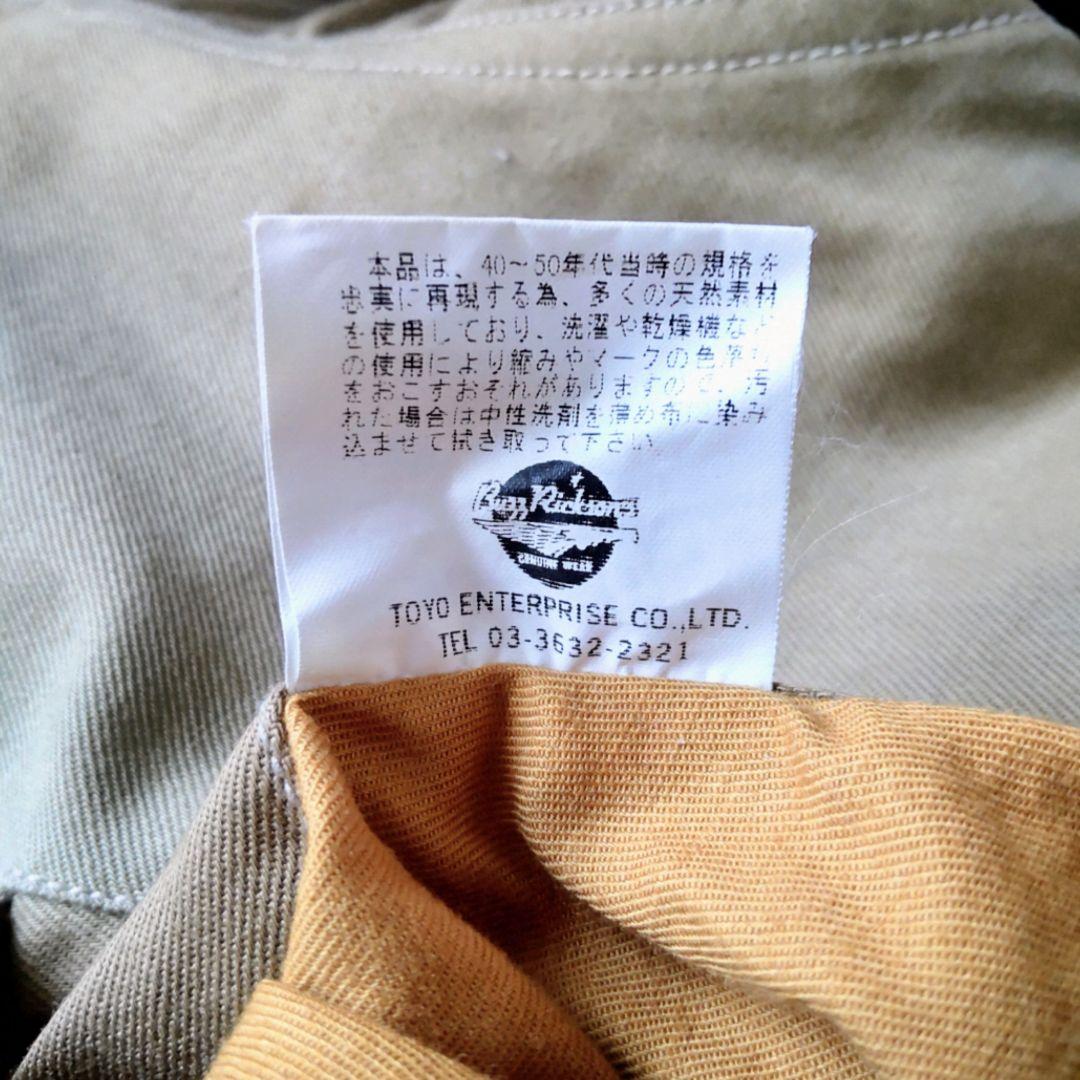 本品は、40〜50年代当時の規格を
忠実に再現する為、多くの天然素材
を使用しており、洗濯や乾燥機など
の使用により縮みやマークの色落ち
をおこすおそれがありますので、汚
れた場合は中性洗剤を薄め布に染み
込ませて拭き取って下さい。
Buzz Rickson's
GENUINE WEAR
TOYO ENTERPRISE CO.,LTD.
TEL 03-3632-2321